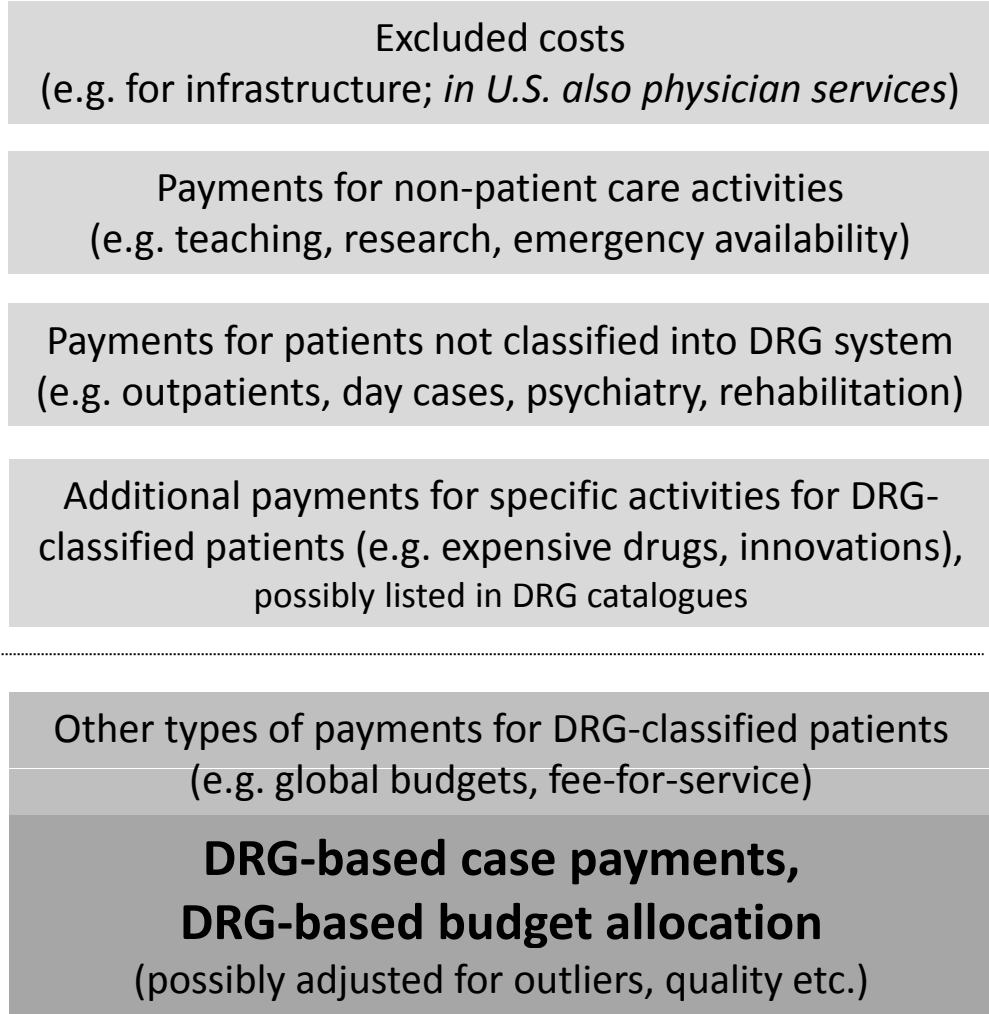 Excluded costs
(e.g. for infrastructure; in U.S. also physician services)
Payments for non-patient care activities
(e.g. teaching, research, emergency availability)
Payments for patients not classified into DRG system
(e.g. outpatients, day cases, psychiatry, rehabilitation)
Additional payments for specific activities for DRG-
classified patients (e.g. expensive drugs, innovations),
possibly listed in DRG catalogues
Other types of payments for DRG-classified patients
(e.g. global budgets, fee-for-service)
DRG-based case payments,
DRG-based budget allocation
(possibly adjusted for outliers, quality etc.)